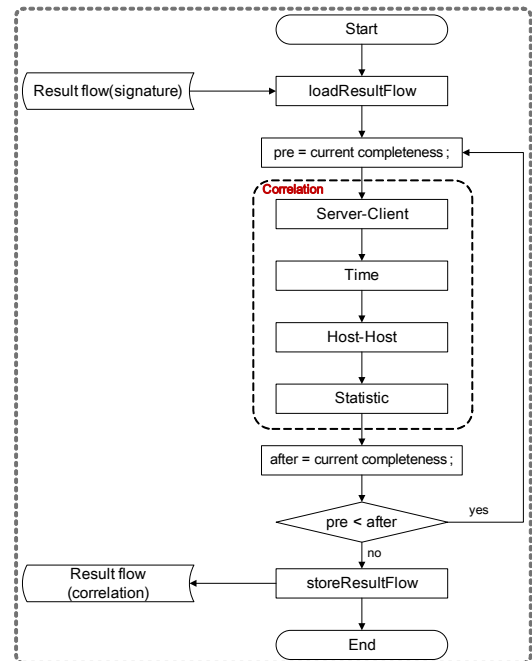 Start
Result flow(signature)
loadResultFlow
pre = current completeness ;
Correlation
Server-Client
Time
Host-Host
Statistic
after = current completeness ;
pre < after
yes
no
Result flow
(correlation)
storeResultFlow
End